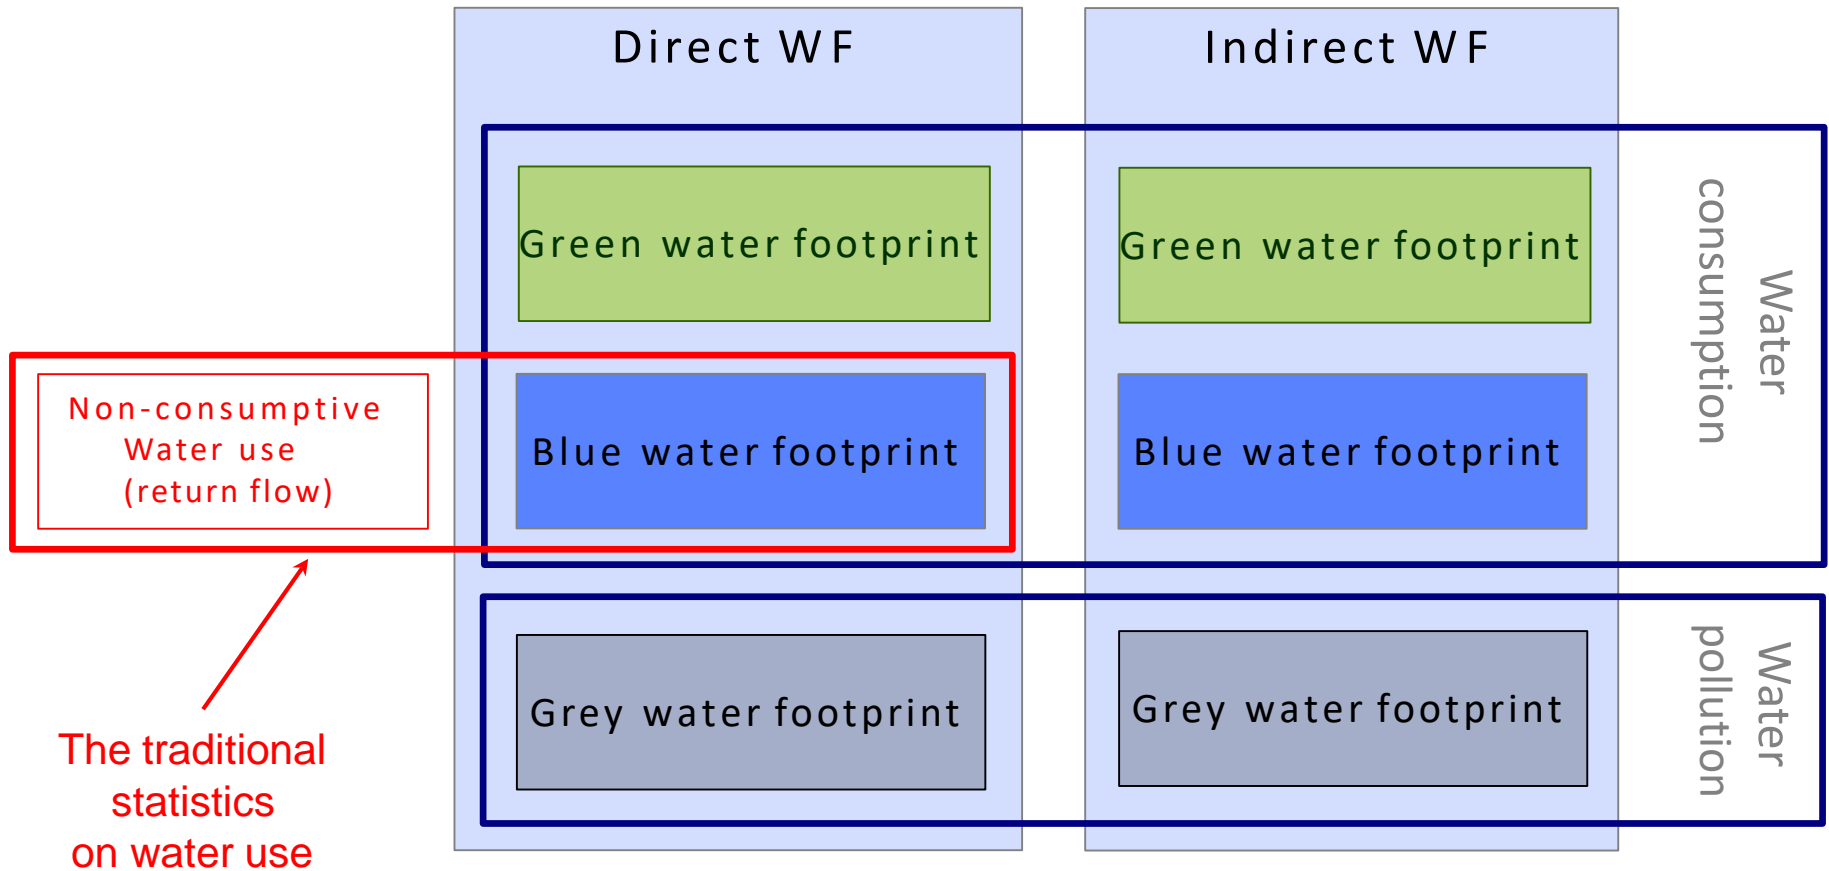 Direct WF
Indirect WF
Green water footprint
Green water footprint
Water
consumption
Non-consumptive
Water use
(return flow)
Blue water footprint
Blue water footprint
Grey water footprint
Grey water footprint
Water
pollution
The traditional
statistics
on water use